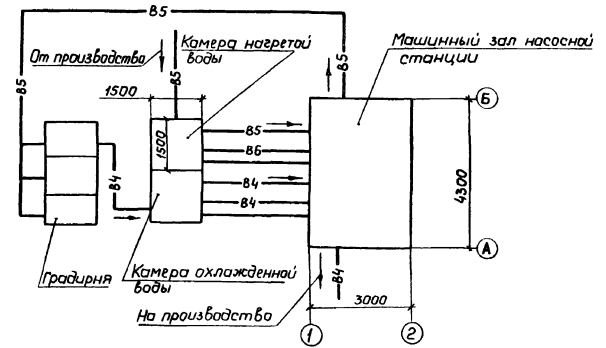 В5
От производства
В5
Камера нагретой
воды
Машинный зал насосной
станции
В5
1500
1500
В5
В6
В4
В4
В4
Б
4300
А
Градирня
Камера охлажденной
воды
В4
На производство
3000
1
2
В5